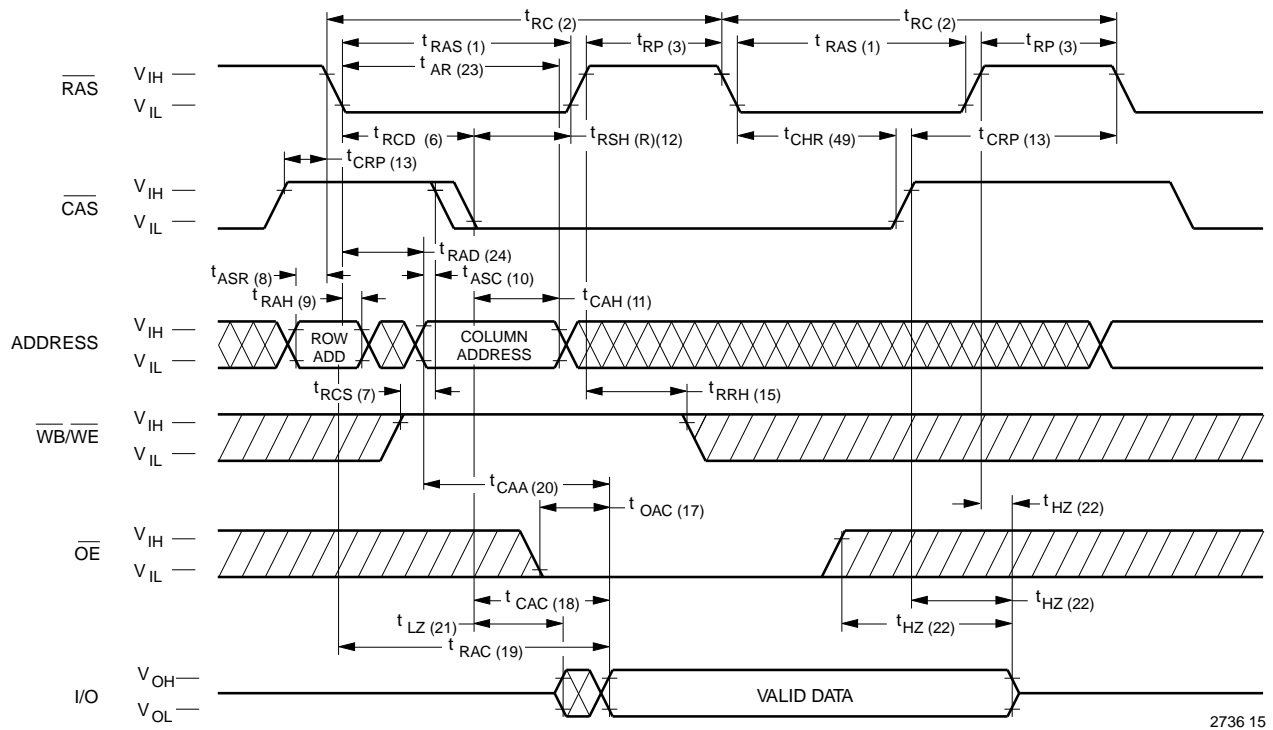 t RC (2) t RC (2)
t RAS (1) t RP (3) t RAS (1) t RP (3)
t AR (23)
RAS V IH V IL
t RCD (6) t RSH (R)(12) t CHR (49) t CRP (13)
t CRP (13)
CAS V IH V IL
t RAD (24)
t ASR (8) t ASC (10)
t RAH (9) t CAH (11)
ADDRESS V IH V IL
ROW ADD
COLUMN ADDRESS
t RCS (7) t RRH (15)
WB/WE V IH V IL
t CAA (20)
t OAC (17) t HZ (22)
OE V IH V IL
t CAC (18) t HZ (22)
t LZ (21) t HZ (22)
t RAC (19)
I/O V OH V OL
VALID DATA
2736 15